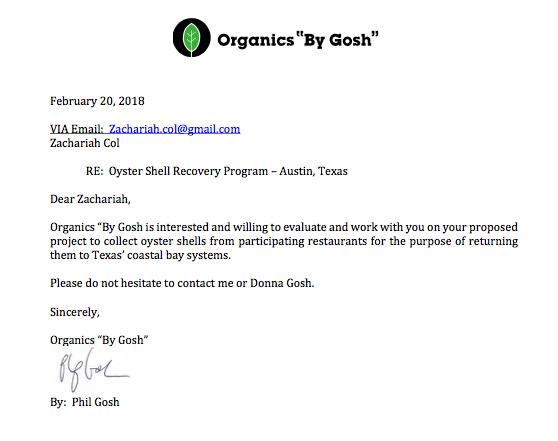 Organics "By Gosh"
February 20, 2018
VIA Email: Zachariah.col@gmail.com
Zachariah Col
RE: Oyster Shell Recovery Program – Austin, Texas
Dear Zachariah,
Organics "By Gosh is interested and willing to evaluate and work with you on your proposed
project to collect oyster shells from participating restaurants for the purpose of returning
them to Texas' coastal bay systems.
Please do not hesitate to contact me or Donna Gosh.
Sincerely,
Organics "By Gosh"
By: Phil Gosh